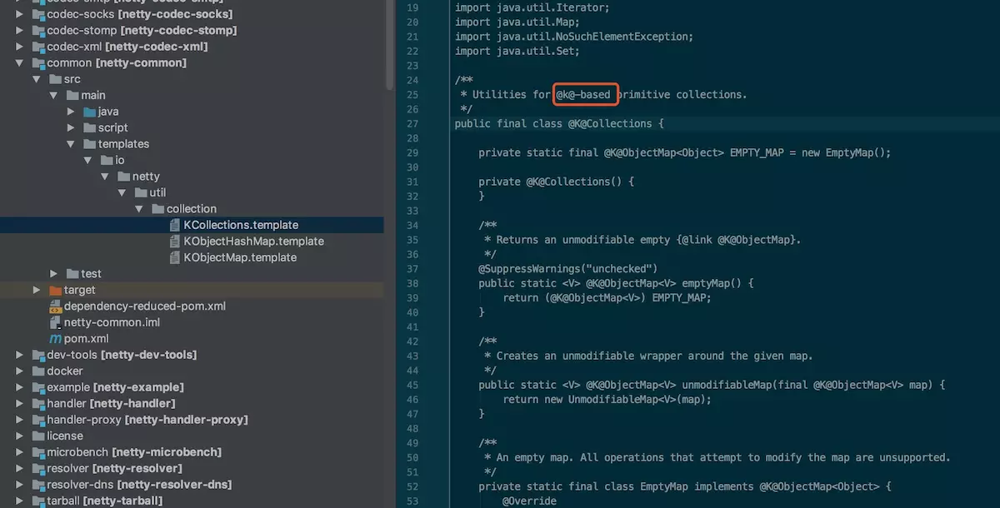 codec-smtp [netty-codec-smtp]
codec-socks [netty-codec-socks]
codec-stomp [netty-codec-stomp]
codec-xml [netty-codec-xml]
common [netty-common]
src
main
java
script
templates
io
netty
util
collection
KCollections.template
KObjectHashMap.template
KObjectMap.template
test
target
dependency-reduced-pom.xml
netty-common.iml
m pom.xml
dev-tools [netty-dev-tools]
docker
example [netty-example]
handler [netty-handler]
handler-proxy [netty-handler-proxy]
license
microbench [netty-microbench]
resolver [netty-resolver]
resolver-dns [netty-resolver-dns]
tarball [netty-tarball]
19 import java.util.Iterator;
20 import java.util.Map;
21 import java.util.NoSuchElementException;
22 import java.util.Set;
23
24 /**
25 * Utilities for @k@-based primitive collections.
26 */
27 public final class @K@Collections {
28
29 private static final @K@ObjectMap<Object> EMPTY_MAP = new EmptyMap();
30
31 private @K@Collections() {
32 }
33
34 /**
35 * Returns an unmodifiable empty {@link @K@ObjectMap}.
36 */
37 @SuppressWarnings("unchecked")
38 public static <V> @K@ObjectMap<V> emptyMap() {
39 return (@K@ObjectMap<V>) EMPTY_MAP;
40 }
41
42 /**
43 * Creates an unmodifiable wrapper around the given map.
44 */
45 public static <V> @K@ObjectMap<V> unmodifiableMap(final @K@ObjectMap<V> map) {
46 return new UnmodifiableMap<V>(map);
47 }
48
49 /**
50 * An empty map. All operations that attempt to modify the map are unsupported.
51 */
52 private static final class EmptyMap implements @K@ObjectMap<Object> {
53 @Override